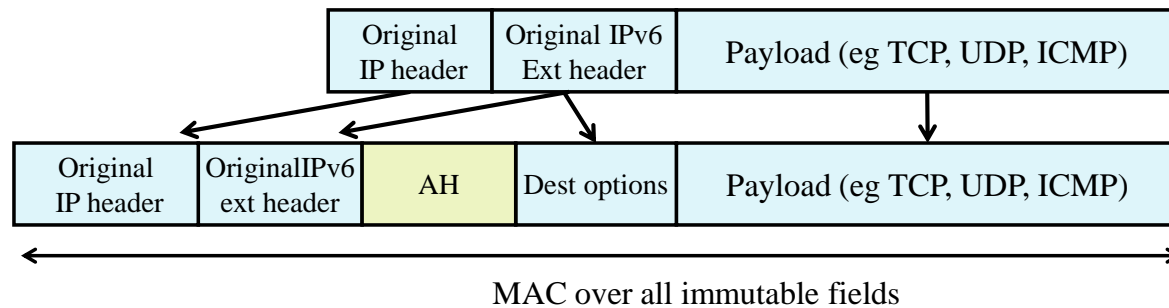 Original
IP header
Original IPv6
Ext header
Payload (eg TCP, UDP, ICMP)
Original
IP header
OriginalIPv6
ext header
AH
Dest options
Payload (eg TCP, UDP, ICMP)
MAC over all immutable fields